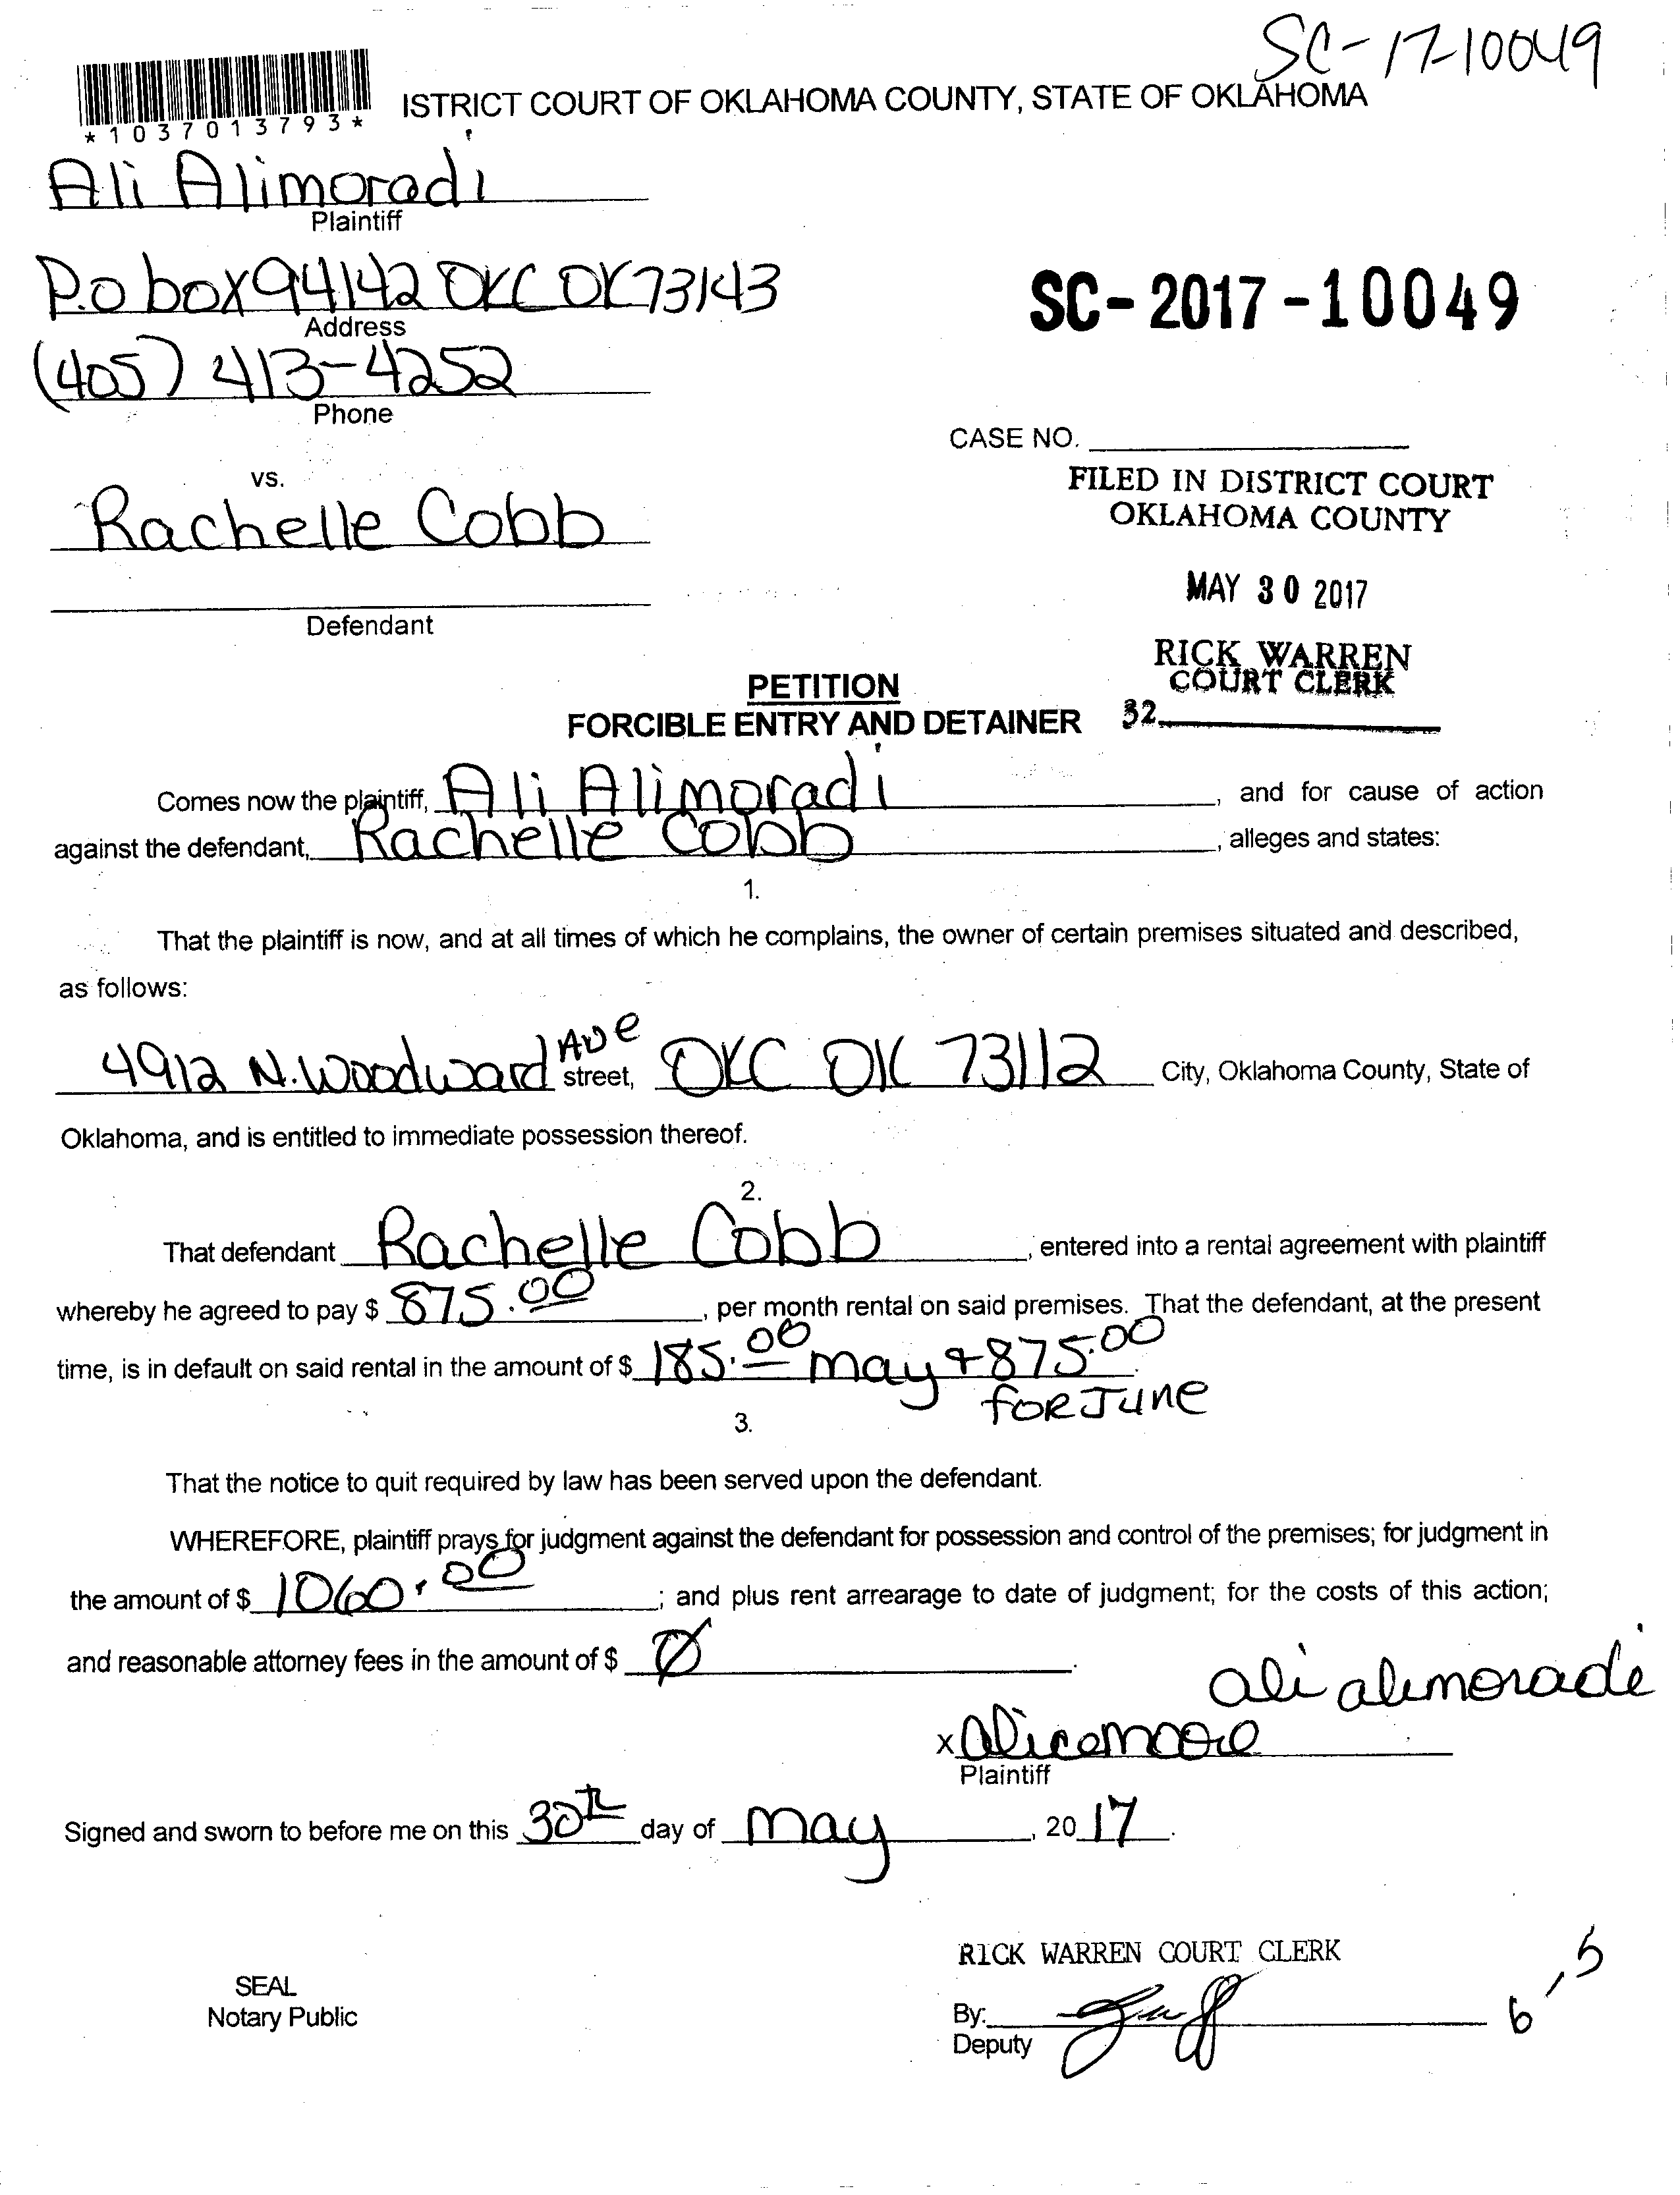 SC-17-10049
ISTRICT COURT OF OKLAHOMA COUNTY, STATE OF OKLAHOMA
*1037013793*
Ali Alimoradi
Plaintiff
P.o box 94142 OKC OK 73143
Address
SC-2017-10049
(405) 413-4252
Phone
CASE NO.
vs.
FILED IN DISTRICT COURT
OKLAHOMA COUNTY
Rachelle Cobb
MAY 30 2017
Defendant
RICK WARREN
COURT CLERK
PETITION
32
FORCIBLE ENTRY AND DETAINER
Comes now the plaintiff, Ali Alimoradi, and for cause of action
against the defendant, Rachelle Cobb, alleges and states:
1.
That the plaintiff is now, and at all times of which he complains, the owner of certain premises situated and described,
as follows:
4912 N. Woodward Ave street, OKC OK 73112 City, Oklahoma County, State of
Oklahoma, and is entitled to immediate possession thereof.
2.
That defendant Rachelle Cobb, entered into a rental agreement with plaintiff
whereby he agreed to pay $ 875.00, per month rental on said premises. That the defendant, at the present
time, is in default on said rental in the amount of $ 185.00 may + 875.00.
for June
3.
That the notice to quit required by law has been served upon the defendant.
WHEREFORE, plaintiff prays for judgment against the defendant for possession and control of the premises; for judgment in
the amount of $ 1060.00; and plus rent arrearage to date of judgment; for the costs of this action;
and reasonable attorney fees in the amount of $ Ø.
ali alimoradi
x alicemoore
Plaintiff
Signed and sworn to before me on this 30th day of may, 20 17.
RICK WARREN COURT CLERK
SEAL
Notary Public
By:
Deputy
6,5